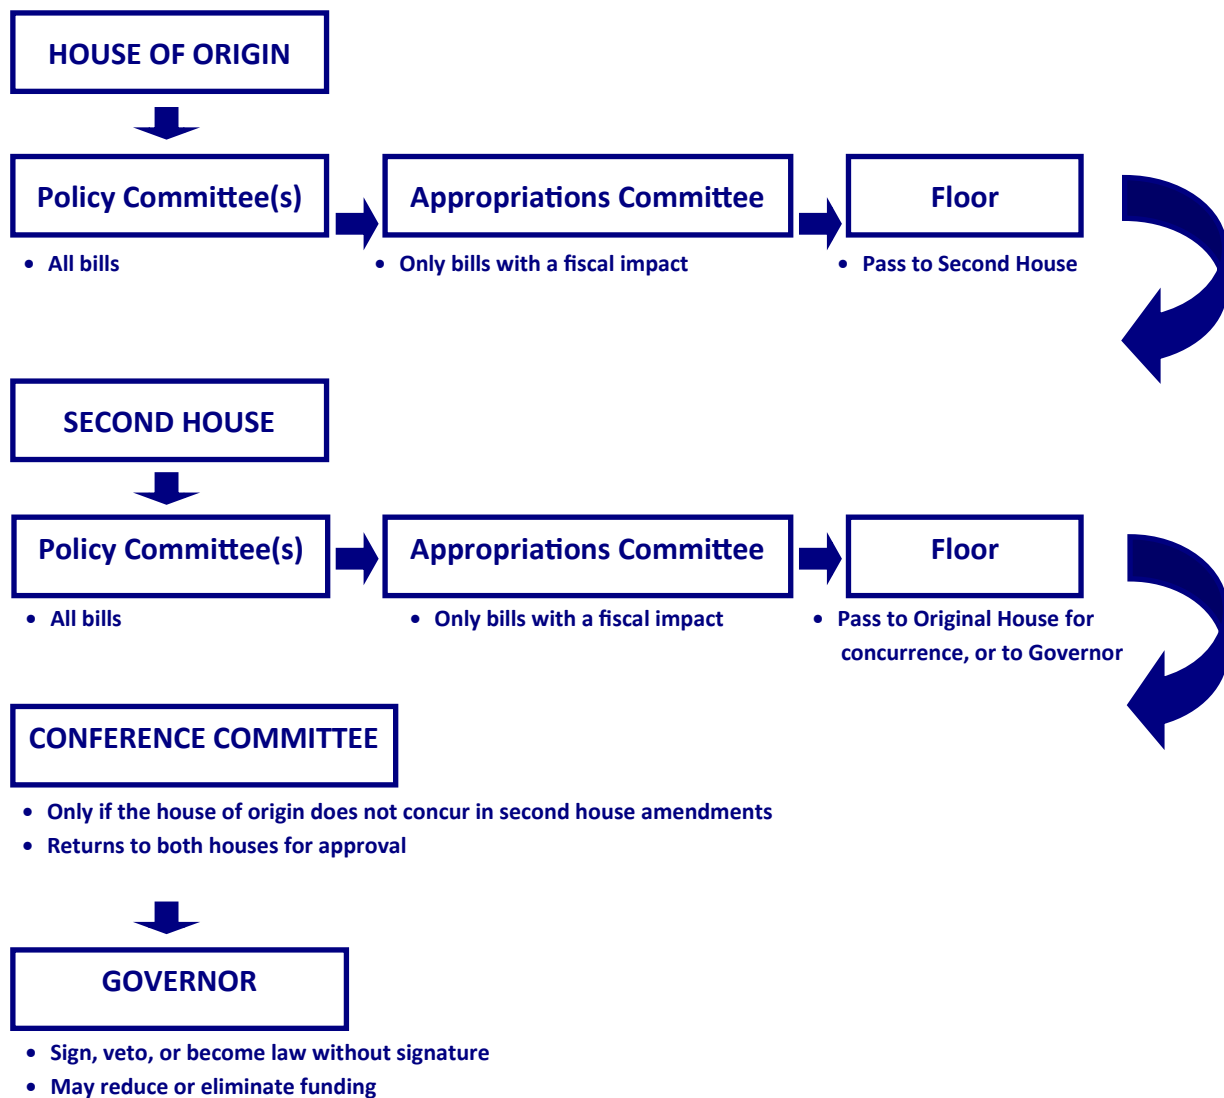 HOUSE OF ORIGIN
Policy Committee(s)
Appropriations Committee
Floor
• All bills
• Only bills with a fiscal impact
• Pass to Second House
SECOND HOUSE
Policy Committee(s)
Appropriations Committee
Floor
• All bills
• Only bills with a fiscal impact
• Pass to Original House for
concurrence, or to Governor
CONFERENCE COMMITTEE
• Only if the house of origin does not concur in second house amendments
• Returns to both houses for approval
GOVERNOR
• Sign, veto, or become law without signature
• May reduce or eliminate funding